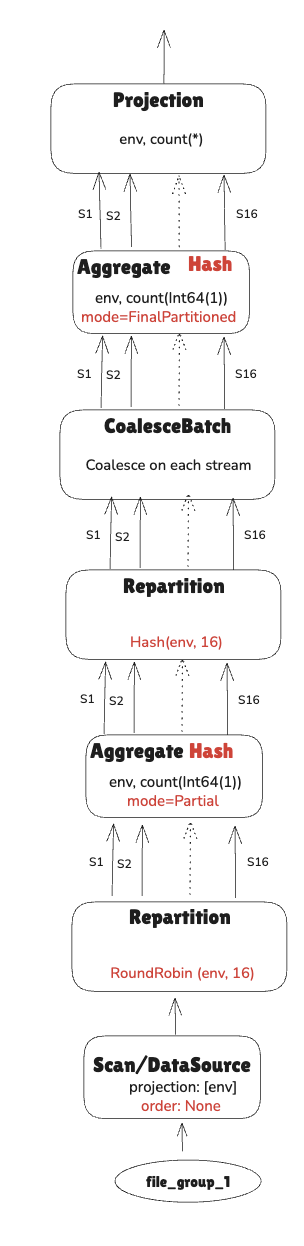 Projection
env, count(*)
S1 S2 S16
Aggregate Hash
env, count(Int64(1))
mode=FinalPartitioned
S1 S2 S16
CoalesceBatch
Coalesce on each stream
S1 S2 S16
Repartition
Hash(env, 16)
S1 S2 S16
Aggregate Hash
env, count(Int64(1))
mode=Partial
S1 S2 S16
Repartition
RoundRobin (env, 16)
Scan/DataSource
projection: [env]
order: None
file_group_1